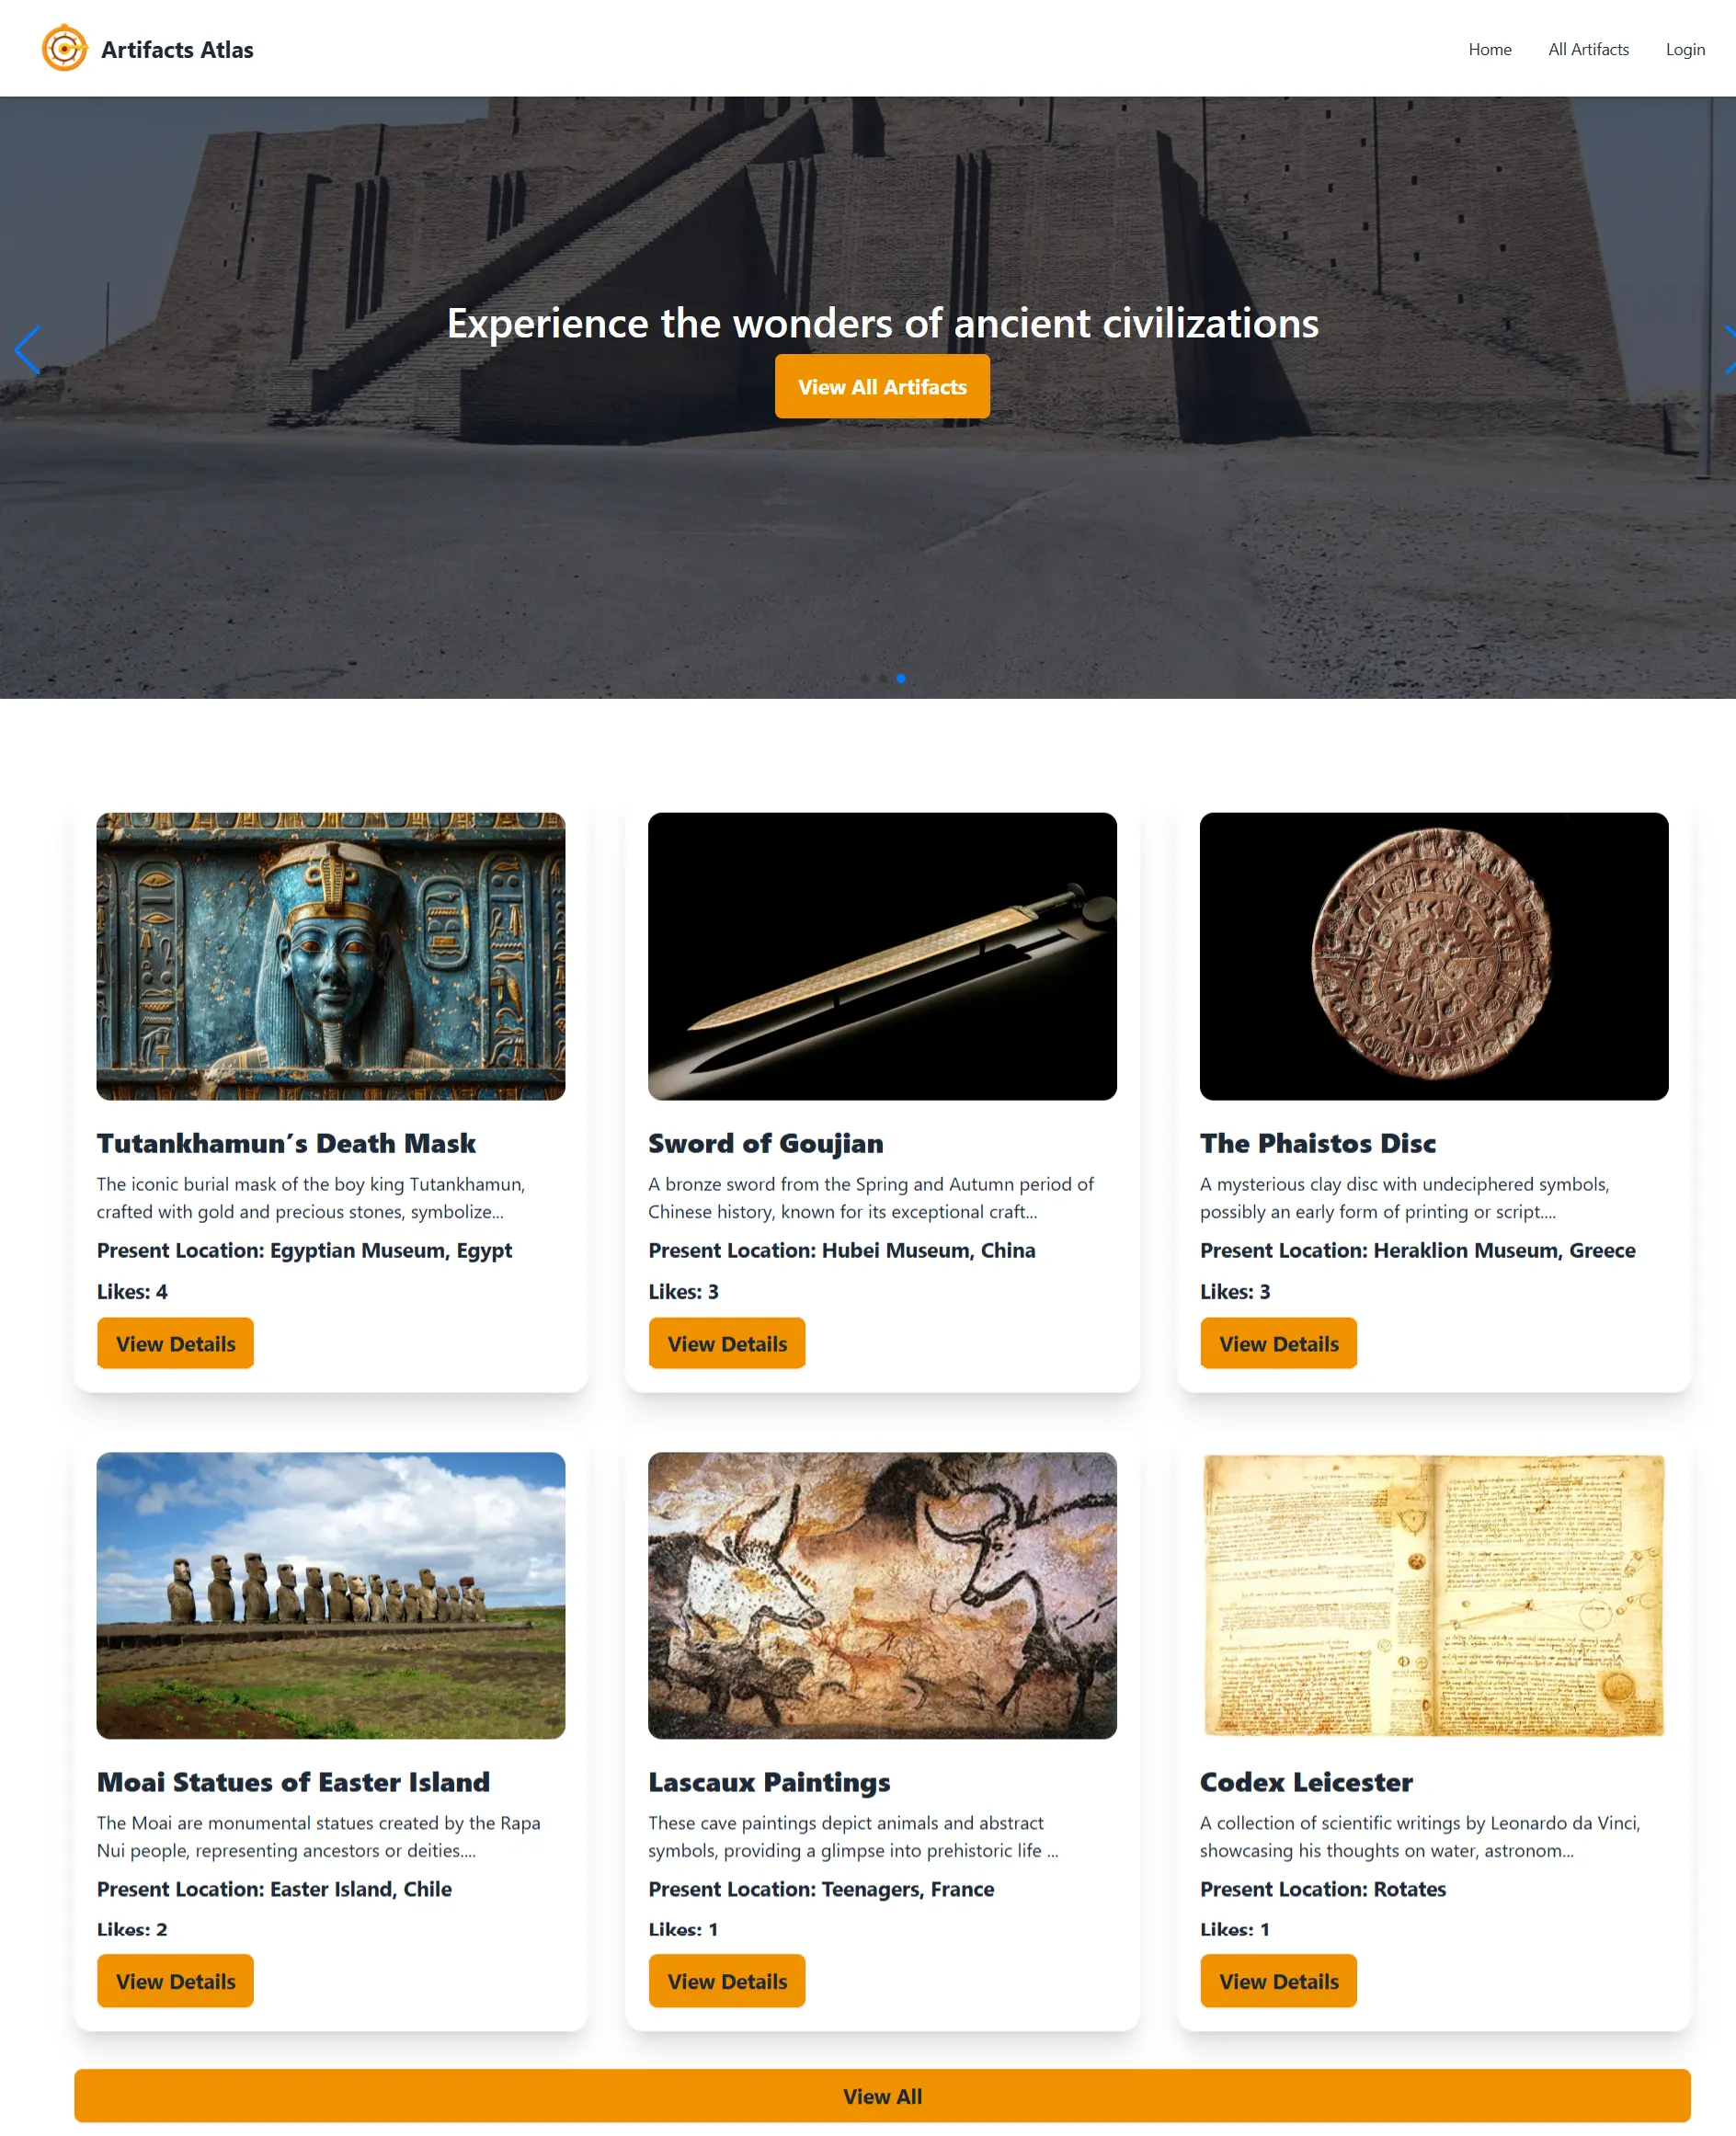 Artifacts Atlas
Home All Artifacts Login
Experience the wonders of ancient civilizations
View All Artifacts
Tutankhamun’s Death Mask
The iconic burial mask of the boy king Tutankhamun,
crafted with gold and precious stones, symbolize...
Present Location: Egyptian Museum, Egypt
Likes: 4
View Details
Sword of Goujian
A bronze sword from the Spring and Autumn period of
Chinese history, known for its exceptional craft...
Present Location: Hubei Museum, China
Likes: 3
View Details
The Phaistos Disc
A mysterious clay disc with undeciphered symbols,
possibly an early form of printing or script....
Present Location: Heraklion Museum, Greece
Likes: 3
View Details
Moai Statues of Easter Island
The Moai are monumental statues created by the Rapa
Nui people, representing ancestors or deities....
Present Location: Easter Island, Chile
Likes: 2
View Details
Lascaux Paintings
These cave paintings depict animals and abstract
symbols, providing a glimpse into prehistoric life ...
Present Location: Teenagers, France
Likes: 1
View Details
Codex Leicester
A collection of scientific writings by Leonardo da Vinci,
showcasing his thoughts on water, astronom...
Present Location: Rotates
Likes: 1
View Details
View All